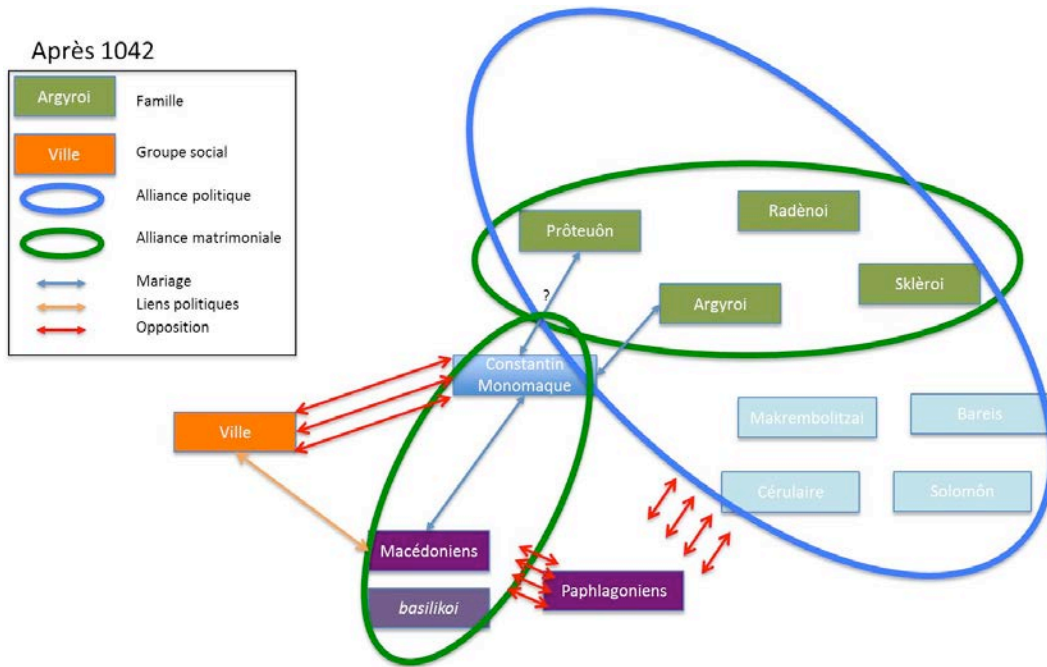 Après 1042
Argyroi
Famille
Ville
Groupe social
Alliance politique
Alliance matrimoniale
Mariage
Liens politiques
Opposition
Radènoi
Prôteuôn
Sklèroi
?
Argyroi
Constantin
Monomaque
Makrembolitzai
Bareis
Ville
Cérulaire
Solomôn
Macédoniens
Paphlagoniens
basilikoi